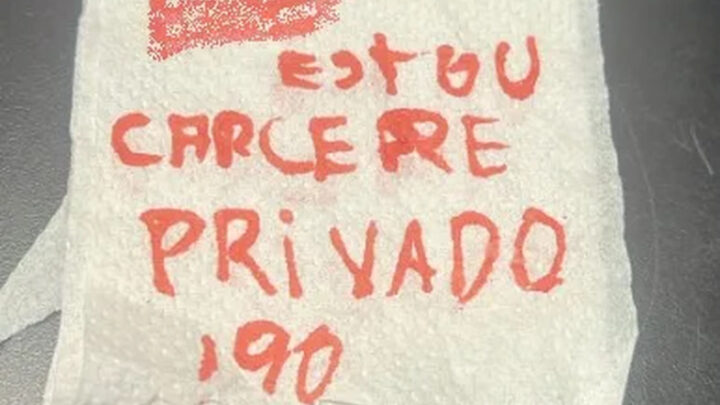 ESTOU
CARCERE
PRIVADO
190